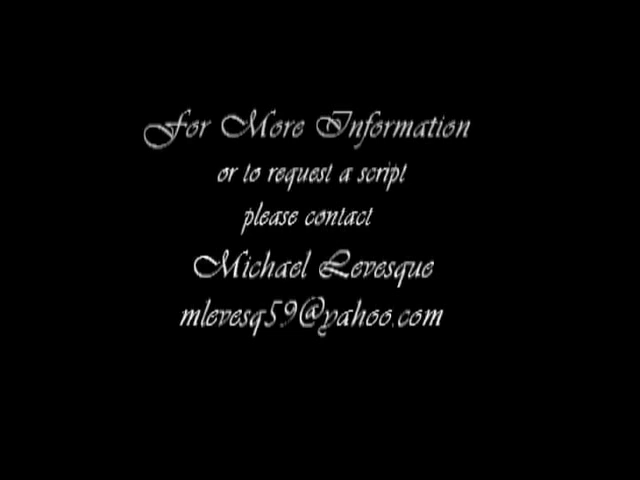 For More Information
or to request a script
please contact
Michael Levesque
mlevesq59@yahoo.com